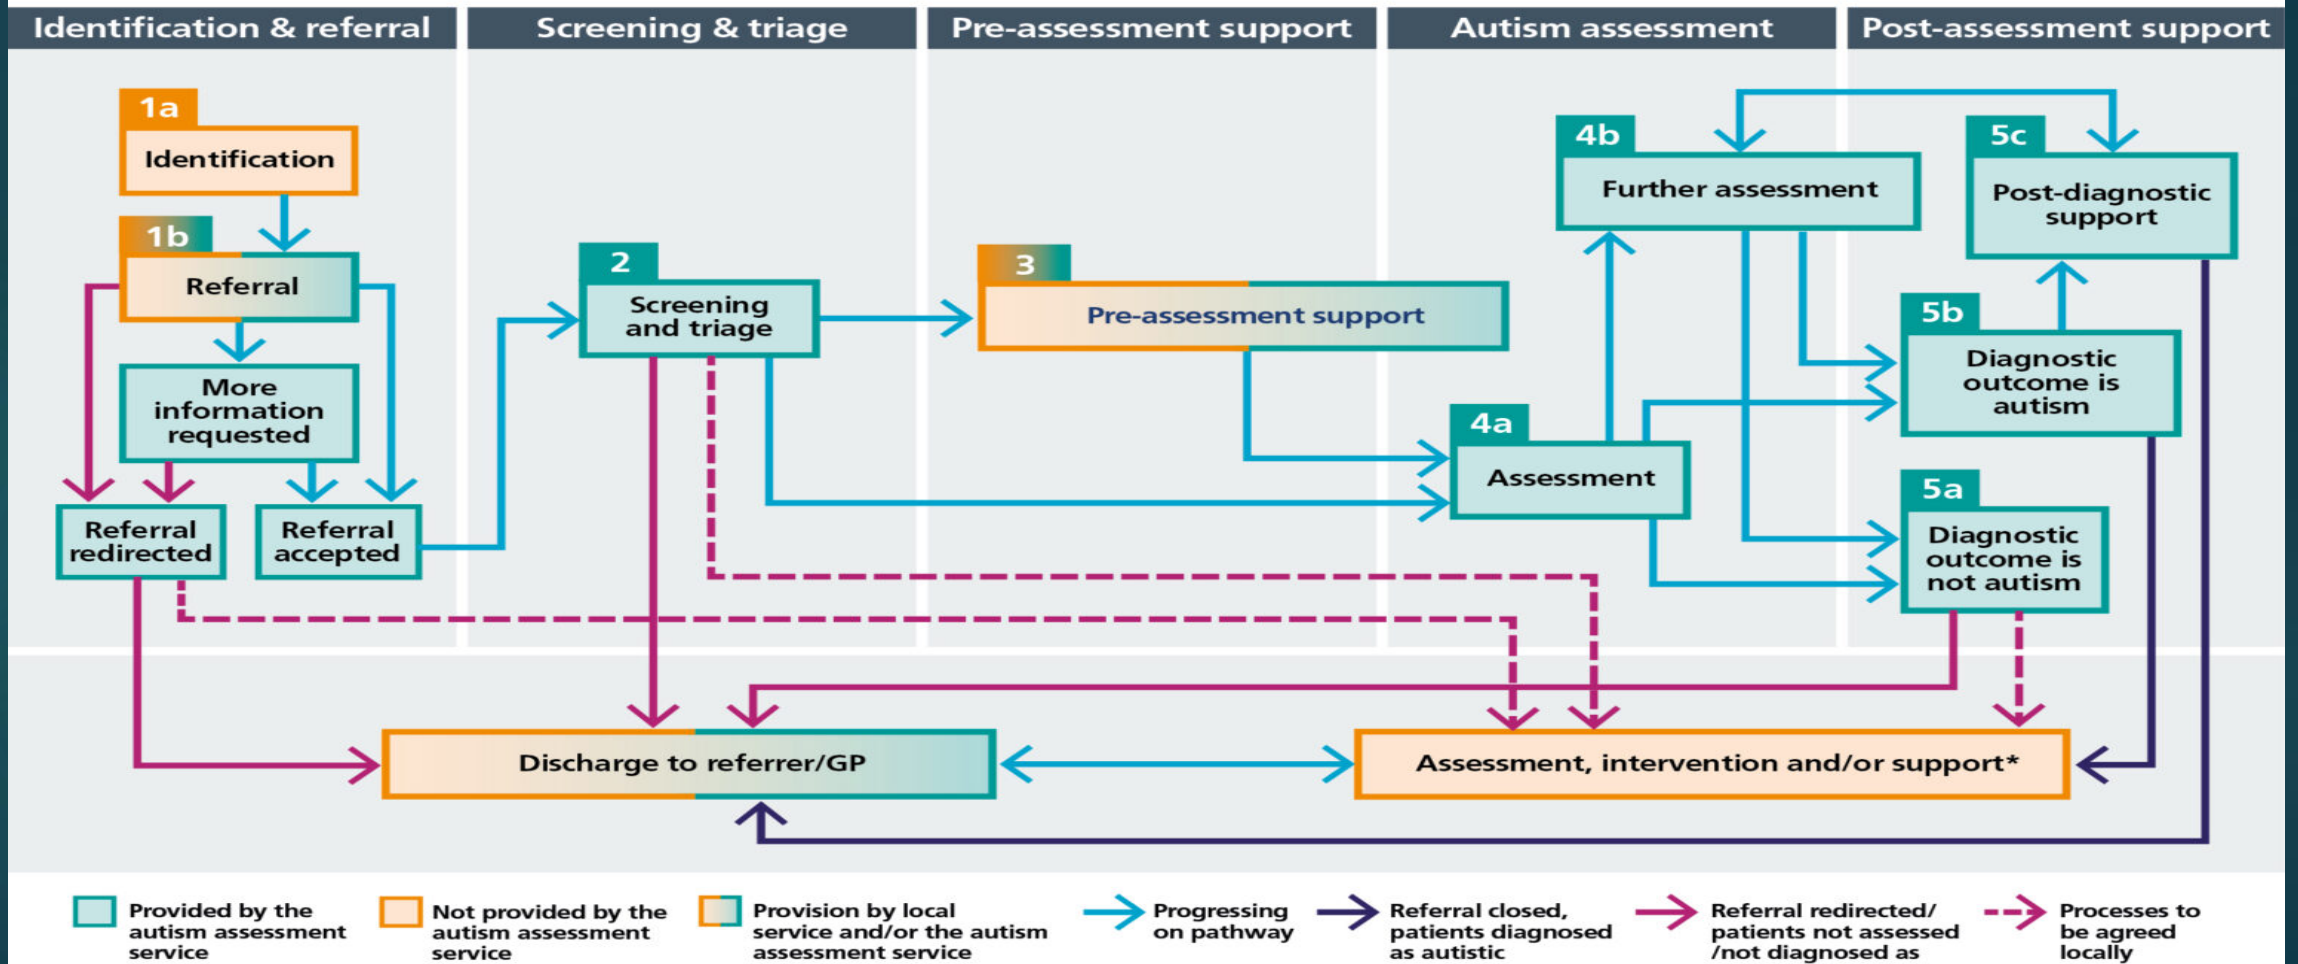 Identification & referral
Screening & triage
Pre-assessment support
Autism assessment
Post-assessment support
1a
Identification
1b
Referral
More
information
requested
Referral
redirected
Referral
accepted
2
Screening
and triage
3
Pre-assessment support
4a
Assessment
4b
Further assessment
5c
Post-diagnostic
support
5b
Diagnostic
outcome is
autism
5a
Diagnostic
outcome is
not autism
Discharge to referrer/GP
Assessment, intervention and/or support*
Provided by the
autism assessment
service
Not provided by the
autism assessment
service
Provision by local
service and/or the autism
assessment service
Progressing
on pathway
Referral closed,
patients diagnosed
as autistic
Referral redirected/
patients not assessed
/not diagnosed as
Processes to
be agreed
locally